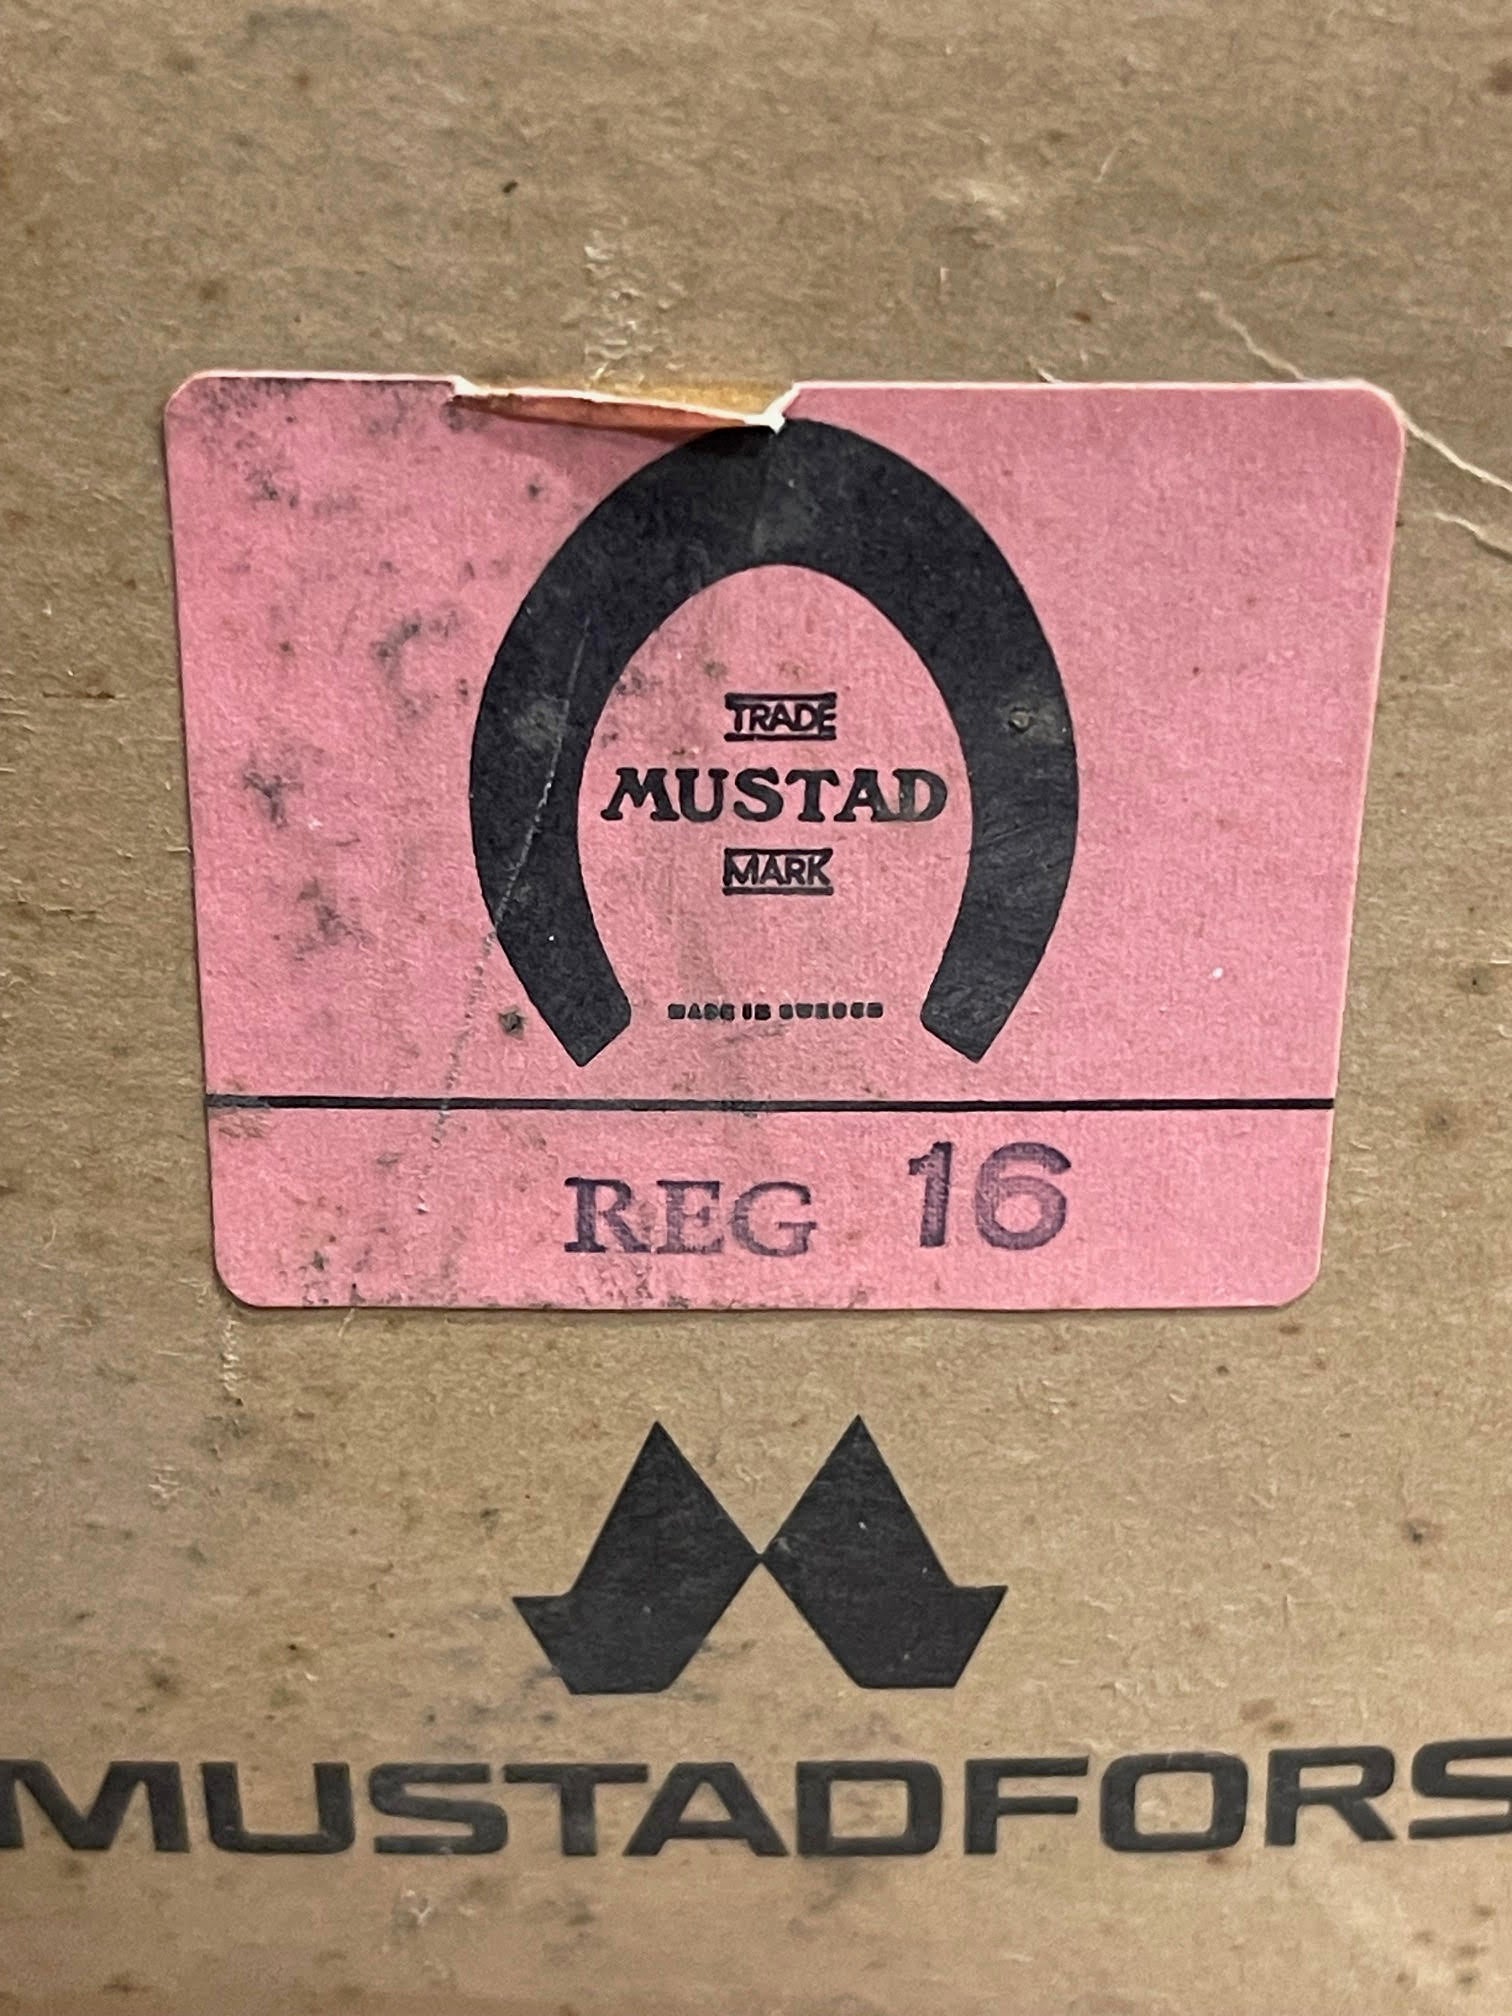 TRADE
MUSTAD
MARK
MADE IN SWEDEN
REG 16
MUSTADFORS